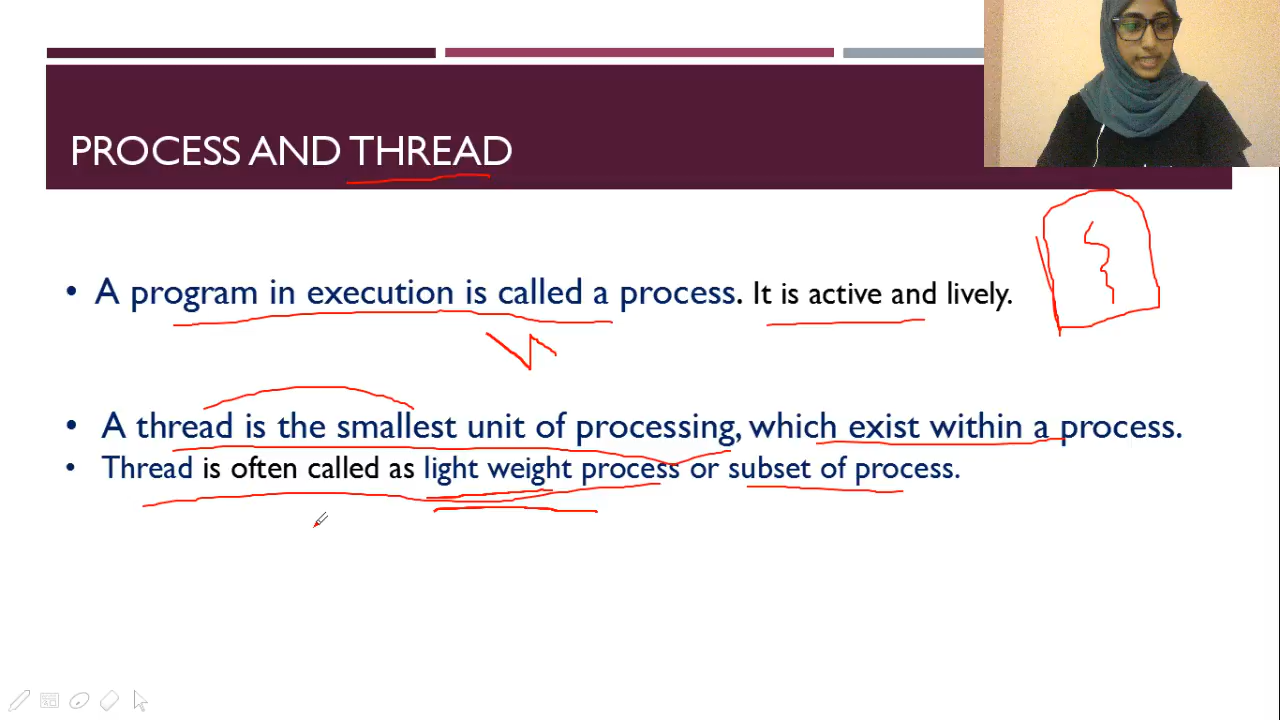 PROCESS AND THREAD
• A program in execution is called a process. It is active and lively.
• A thread is the smallest unit of processing, which exist within a process.
• Thread is often called as light weight process or subset of process.